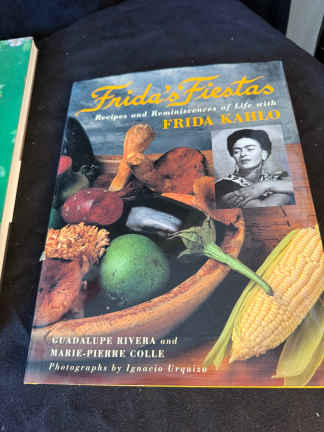 Frida's Fiestas
Recipes and Reminiscences of Life with
FRIDA KAHLO
GUADALUPE RIVERA and
MARIE-PIERRE COLLE
Photographs by Ignacio Urquiza